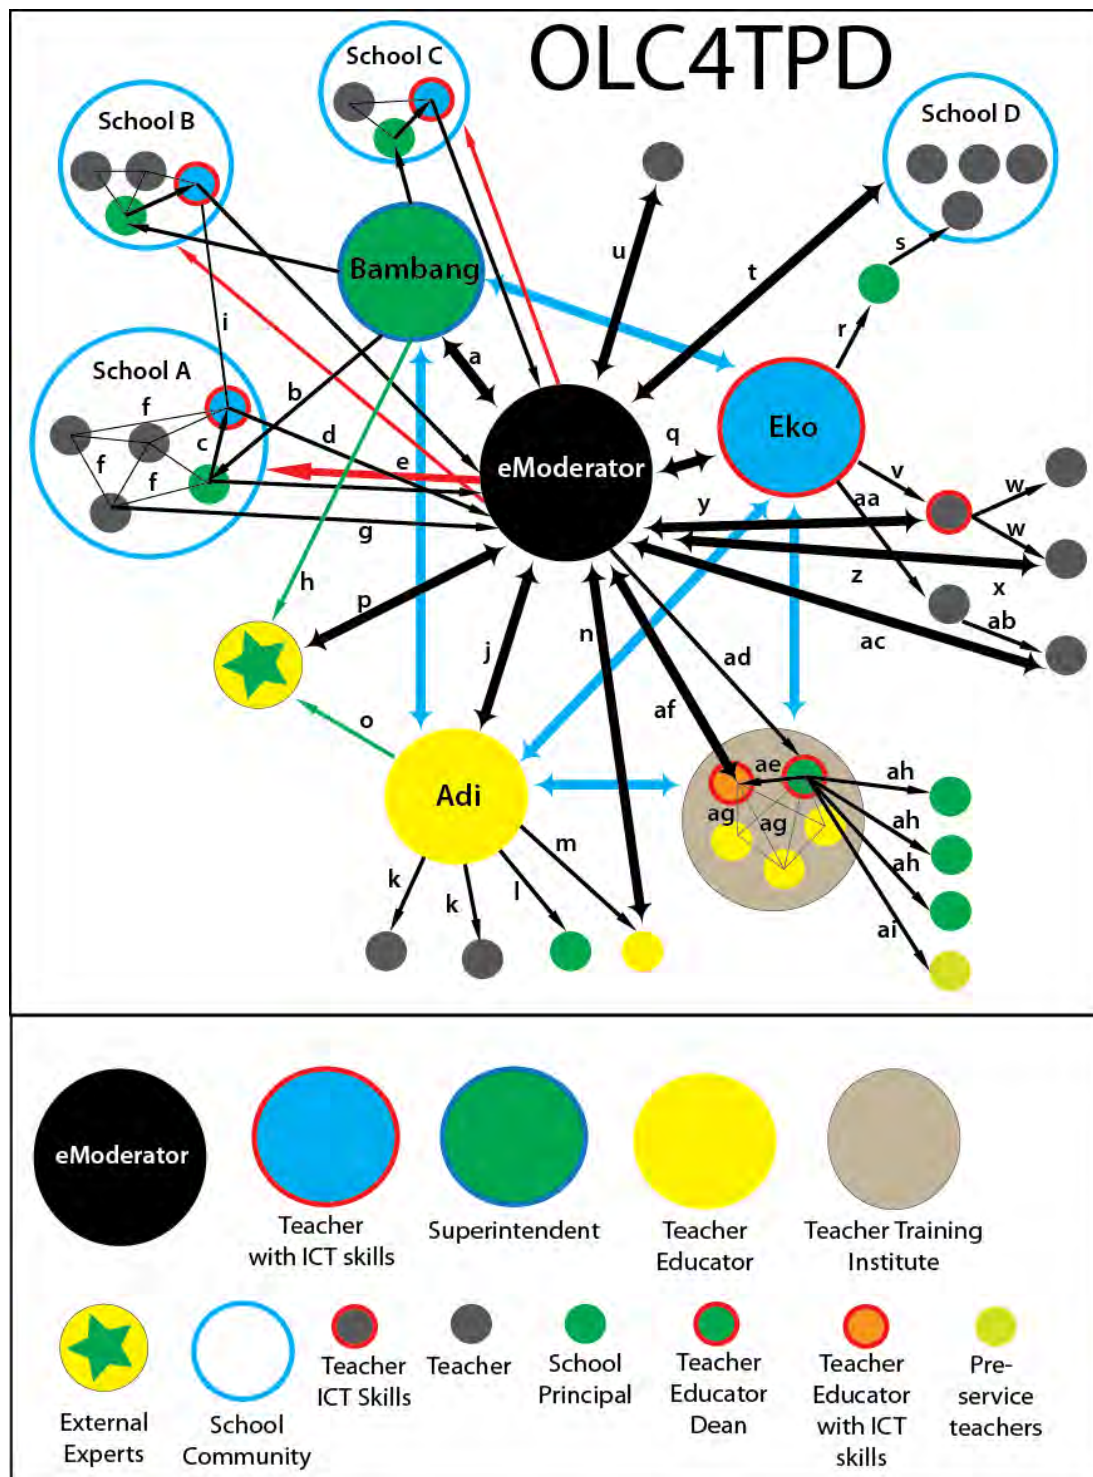 OLC4TPD
School C
School B
School D
Bambang
u
t
s
r
i
a
School A
f
b
c
d
e
f
f
g
eModerator
q
Eko
v
y
aa
w
w
z
x
ab
ac
h
p
j
n
ad
af
o
Adi
ae
ag
ag
ah
ah
ah
ai
m
k
k
l
eModerator
Teacher
with ICT skills
Superintendent
Teacher
Educator
Teacher Training
Institute
External
Experts
School
Community
Teacher
ICT Skills
Teacher
School
Principal
Teacher
Educator
Dean
Teacher
Educator
with ICT
skills
Pre-
service
teachers